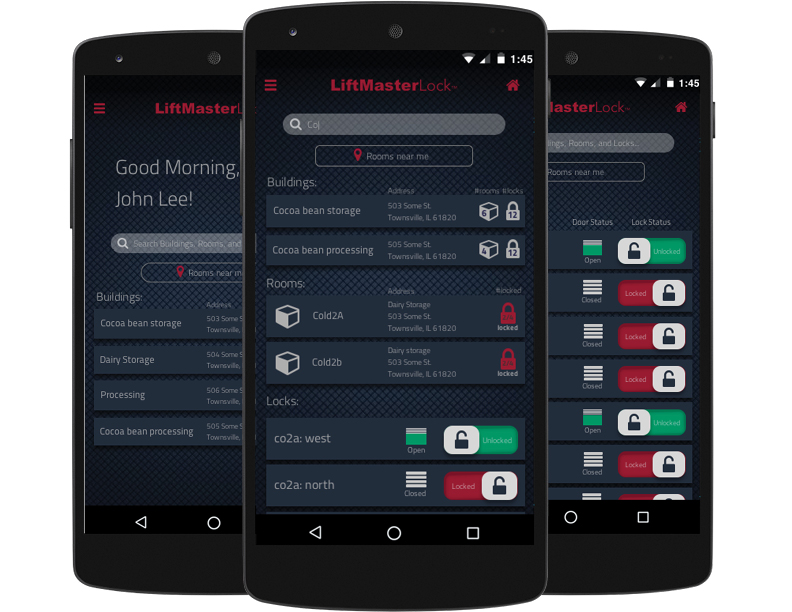 1:45
LiftMasterL
Good Morning,
John Lee!
Search Buildings, Rooms, and
Rooms near m
Buildings:
Address
Cocoa bean storage
503 Some S
Townsville,
Dairy Storage
504 Some S
Townsville,
Processing
506 Some S
Townsville,
Cocoa bean processing
505 Some S
Townsville,
1:45
LiftMasterLock™
Co
Rooms near me
Buildings:
Address
#rooms #locks
Cocoa bean storage
503 Some St.
Townsville, IL 61820
6
12
Cocoa bean processing
505 Some St.
Townsville, IL 61820
4
12
Rooms:
Address
#locked
Cold2A
Dairy Storage
503 Some St.
Townsville, IL 61820
locked
Cold2b
Dairy storage
503 Some St.
Townsville, IL 61820
locked
Locks:
co2a: west
Open
Unlocked
co2a: north
Closed
Locked
asterLock™
ings, Rooms, and Locks...
Rooms near me
Door Status
Lock Status
Open
Unlocked
Closed
Locked
Closed
Locked
Closed
Locked
Open
Unlocked
Closed
Locked